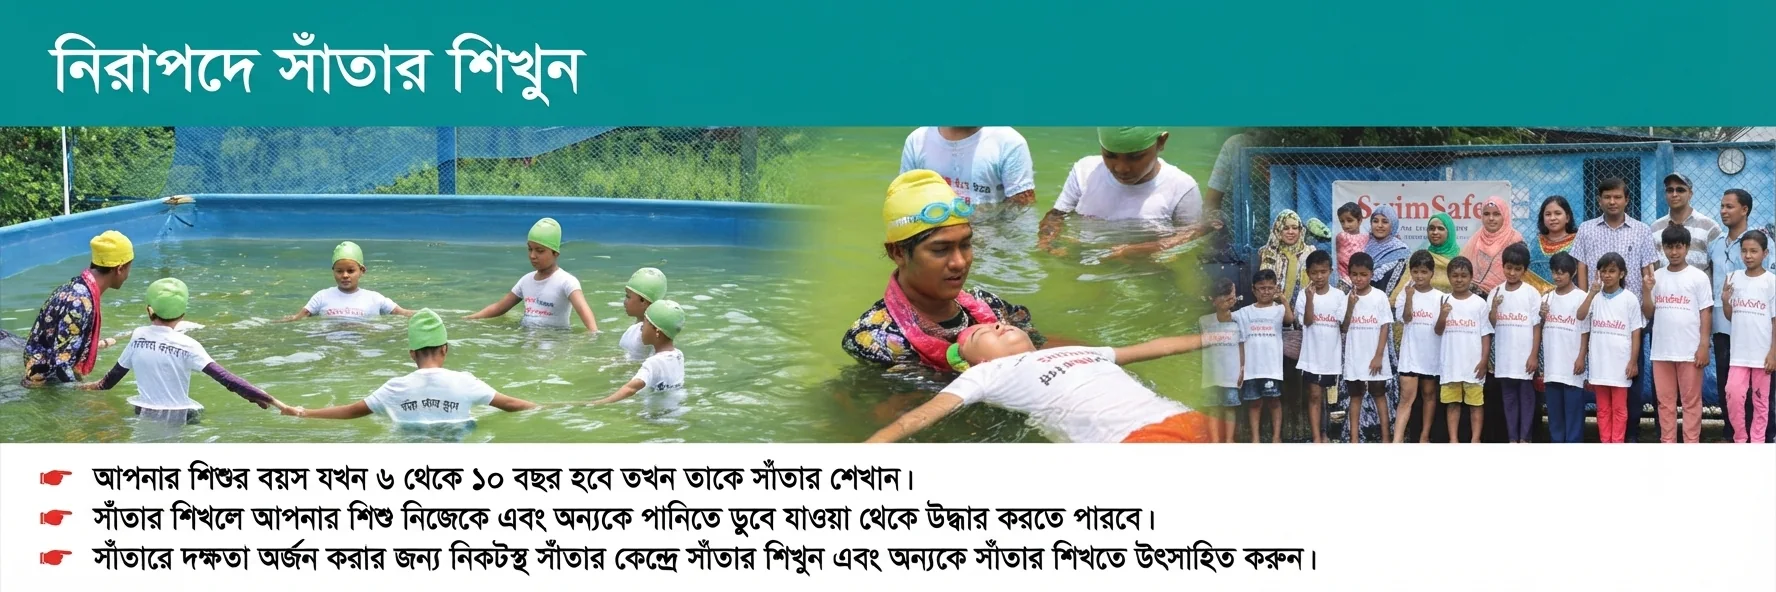 নিরাপদে সাঁতার শিখুন
SwimSafe
আপনার শিশুর বয়স যখন ৬ থেকে ১০ বছর হবে তখন তাকে সাঁতার শেখান।
সাঁতার শিখলে আপনার শিশু নিজেকে এবং অন্যকে পানিতে ডুবে যাওয়া থেকে উদ্ধার করতে পারবে।
সাঁতারে দক্ষতা অর্জন করার জন্য নিকটস্থ সাঁতার কেন্দ্রে সাঁতার শিখুন এবং অন্যকে সাঁতার শিখতে উৎসাহিত করুন।